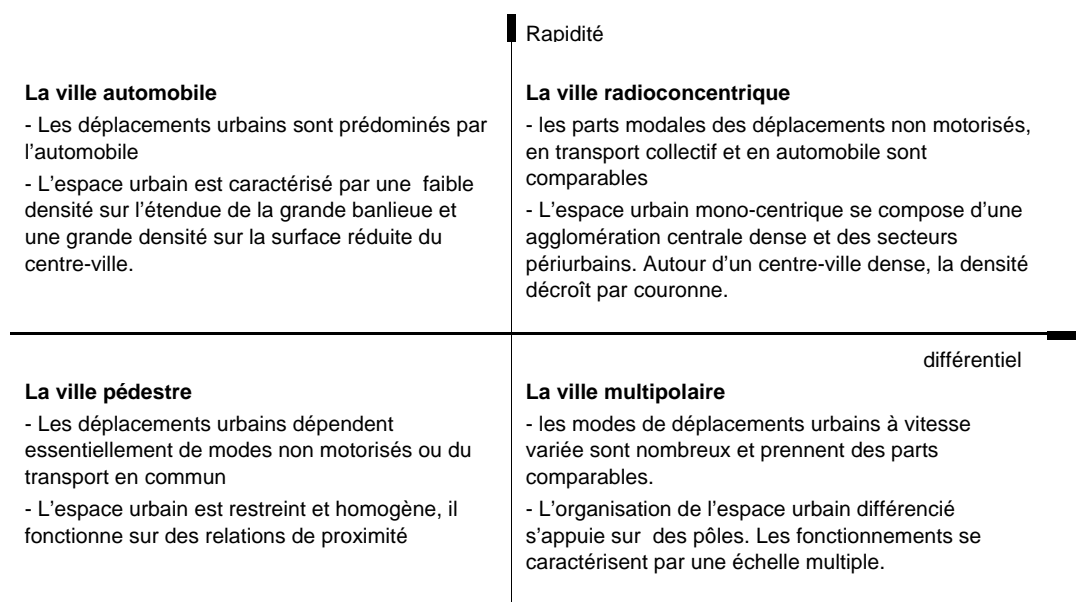 Rapidité
La ville automobile
- Les déplacements urbains sont prédominés par
l'automobile
- L'espace urbain est caractérisé par une faible
densité sur l'étendue de la grande banlieue et
une grande densité sur la surface réduite du
centre-ville.
La ville radioconcentrique
- les parts modales des déplacements non motorisés,
en transport collectif et en automobile sont
comparables
- L'espace urbain mono-centrique se compose d'une
agglomération centrale dense et des secteurs
périurbains. Autour d'un centre-ville dense, la densité
décroît par couronne.
différentiel
La ville pédestre
- Les déplacements urbains dépendent
essentiellement de modes non motorisés ou du
transport en commun
- L'espace urbain est restreint et homogène, il
fonctionne sur des relations de proximité
La ville multipolaire
- les modes de déplacements urbains à vitesse
variée sont nombreux et prennent des parts
comparables.
- L'organisation de l'espace urbain différencié
s'appuie sur des pôles. Les fonctionnements se
caractérisent par une échelle multiple.